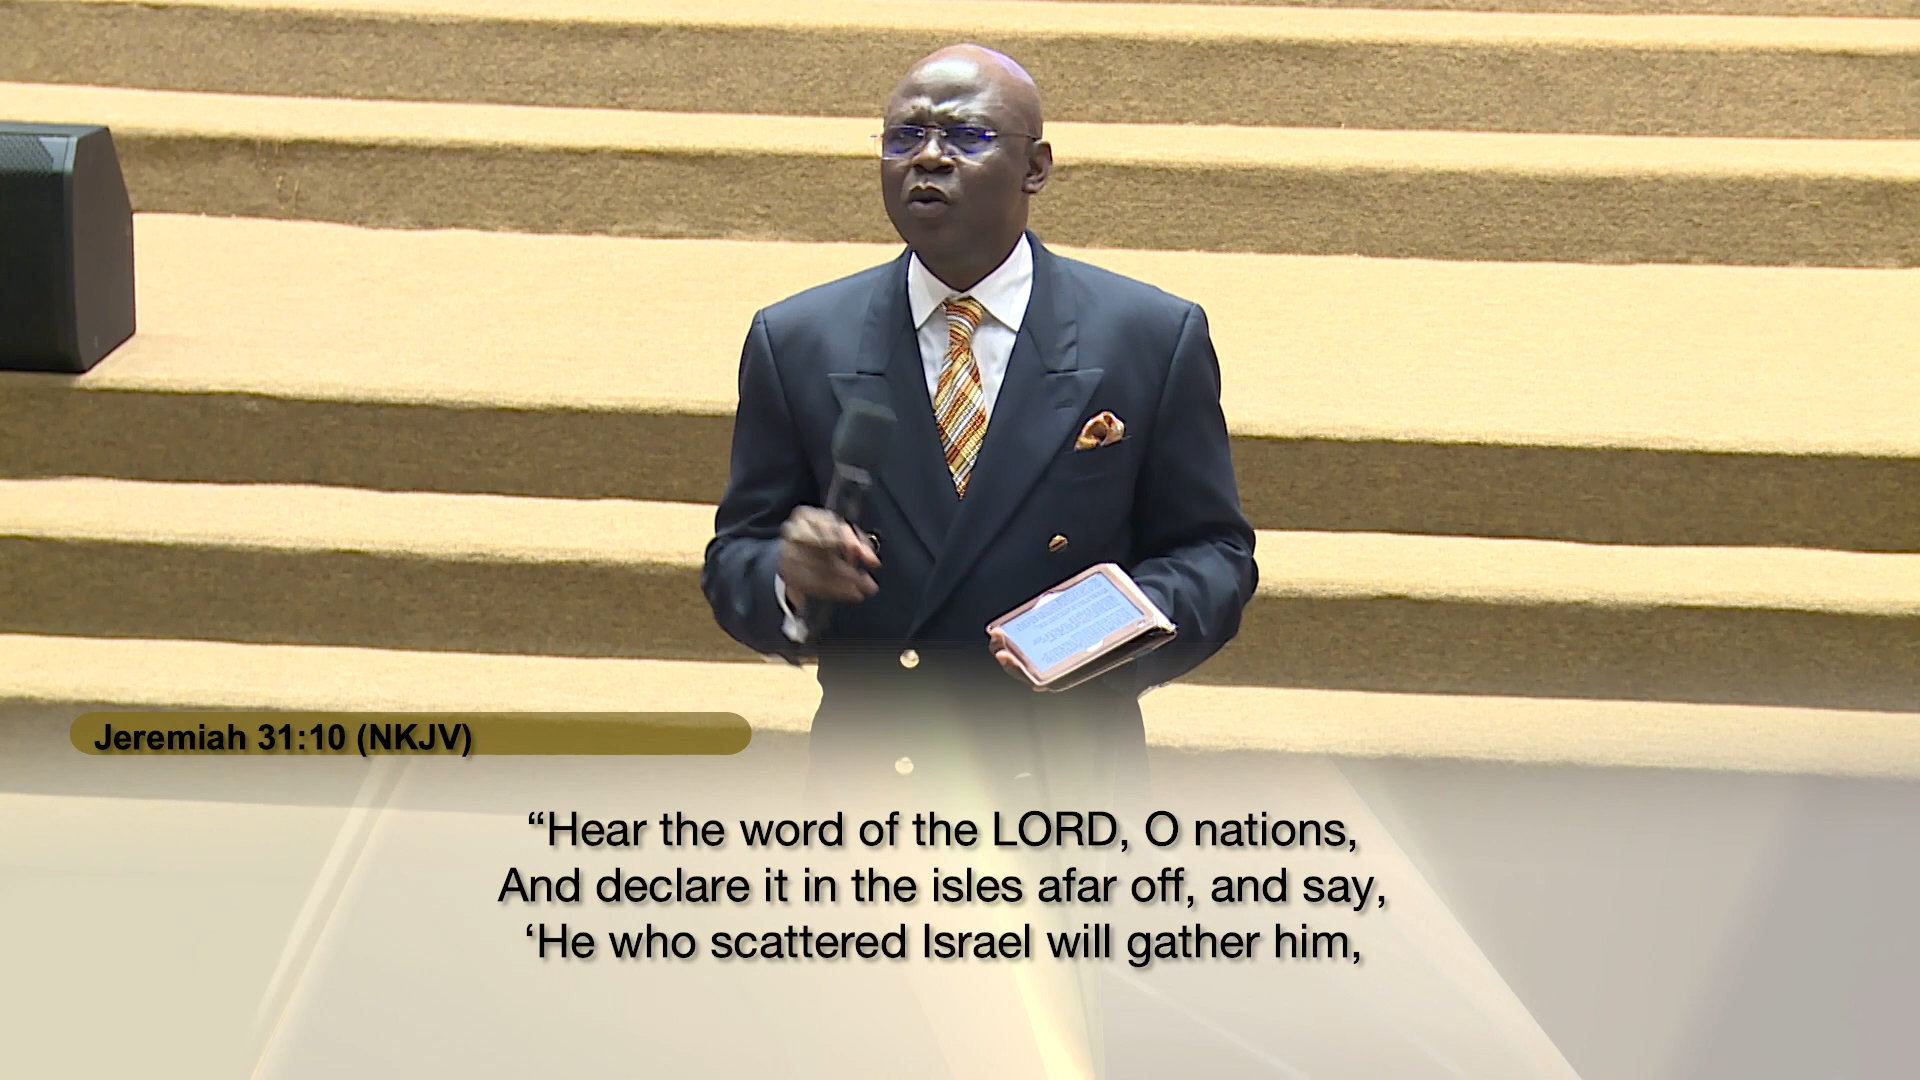 Jeremiah 31:10 (NKJV)
“Hear the word of the LORD, O nations,
And declare it in the isles afar off, and say,
‘He who scattered Israel will gather him,